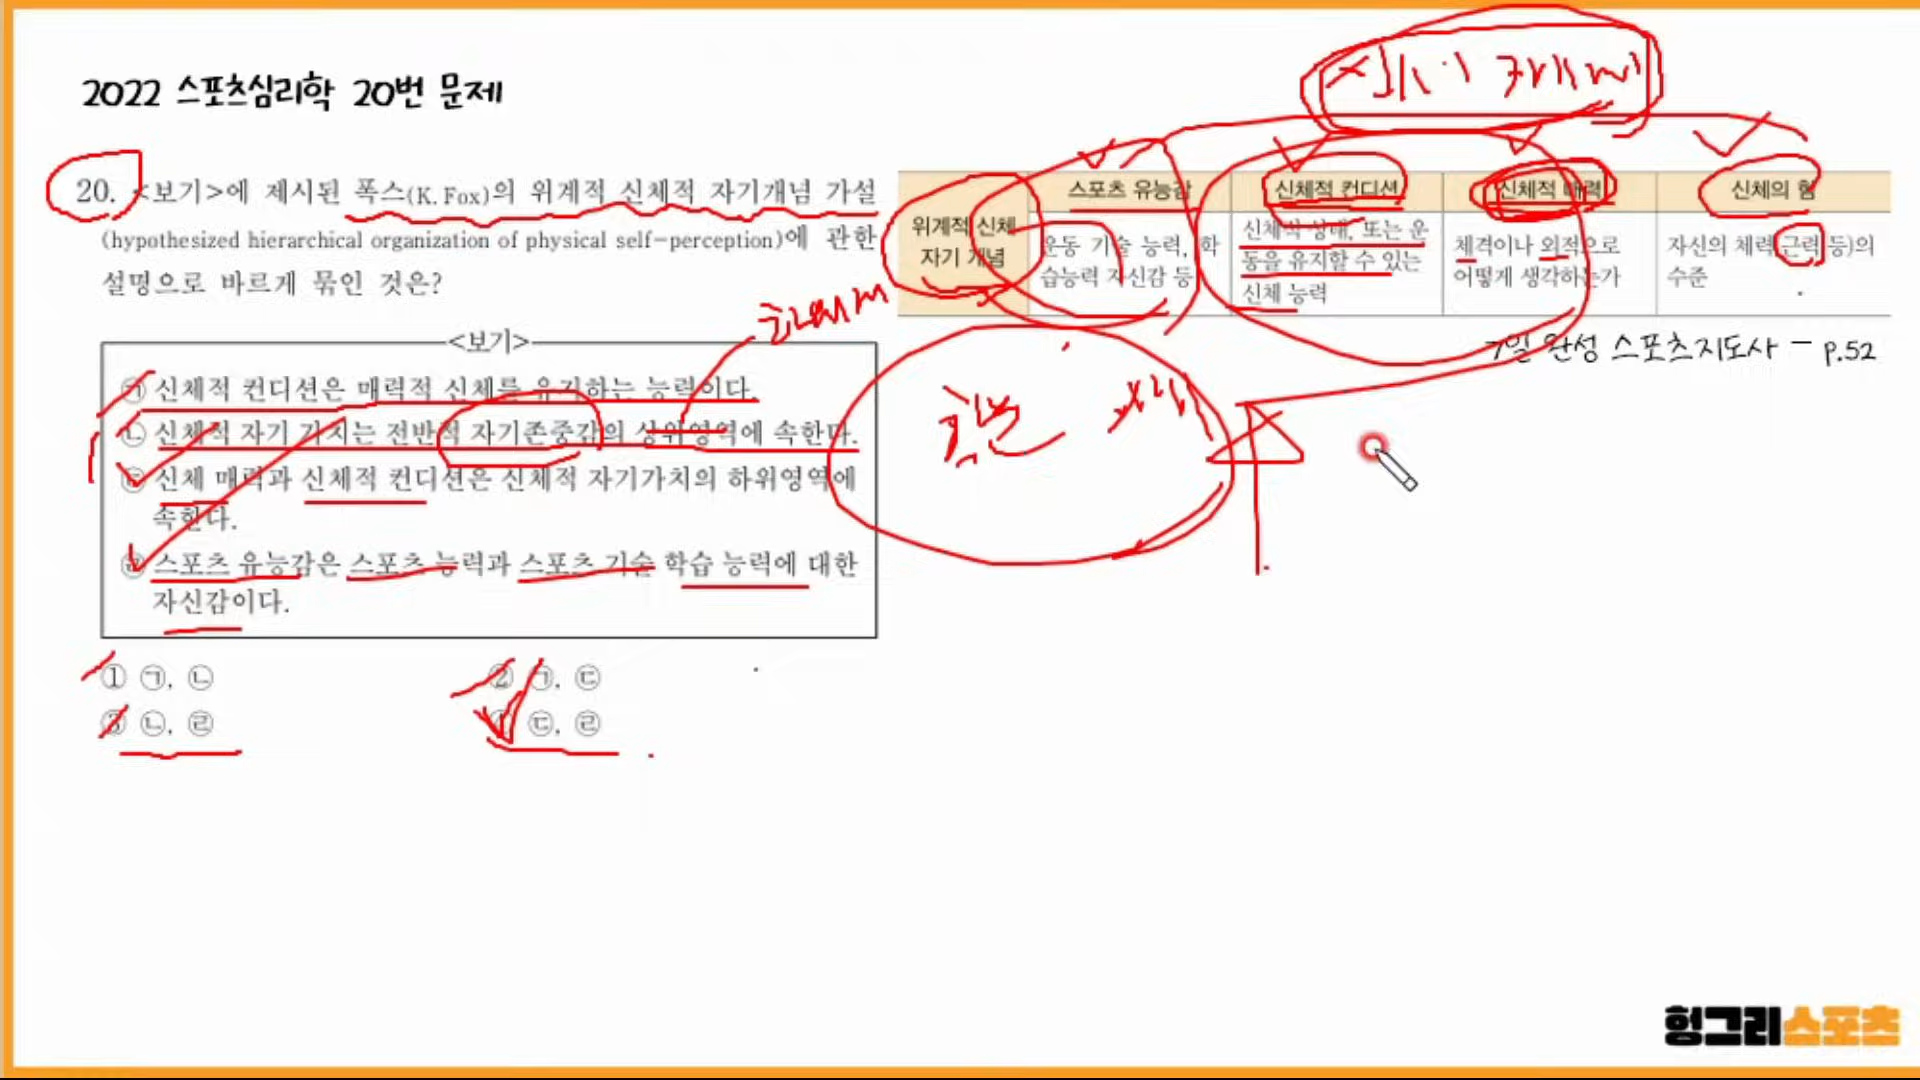 2022 스포츠심리학 20번 문제
20. <보기>에 제시된 폭스(K. Fox)의 위계적 신체적 자기개념 가설
(hypothesized hierarchical organization of physical self-perception)에 관한
설명으로 바르게 묶인 것은?
<보기>
㉠ 신체적 컨디션은 매력적 신체를 유지하는 능력이다.
㉡ 신체적 자기 가치는 전반적 자기존중감의 상위영역에 속한다.
㉢ 신체 매력과 신체적 컨디션은 신체적 자기가치의 하위영역에
속한다.
㉣ 스포츠 유능감은 스포츠 능력과 스포츠 기술 학습 능력에 대한
자신감이다.
① ㉠, ㉡
② ㉠, ㉢
③ ㉡, ㉣
④ ㉢, ㉣
스포츠 유능감 신체적 컨디션 신체적 매력 신체의 힘
위계적 신체
자기 개념
운동 기술 능력, 학
습능력 자신감 등
신체적 상태, 또는 운
동을 유지할 수 있는
신체 능력
체격이나 외적으로
어떻게 생각하는가
자신의 체력(근력 등)의
수준
7일 완성 스포츠지도사 - p.52
헝그리스포츠